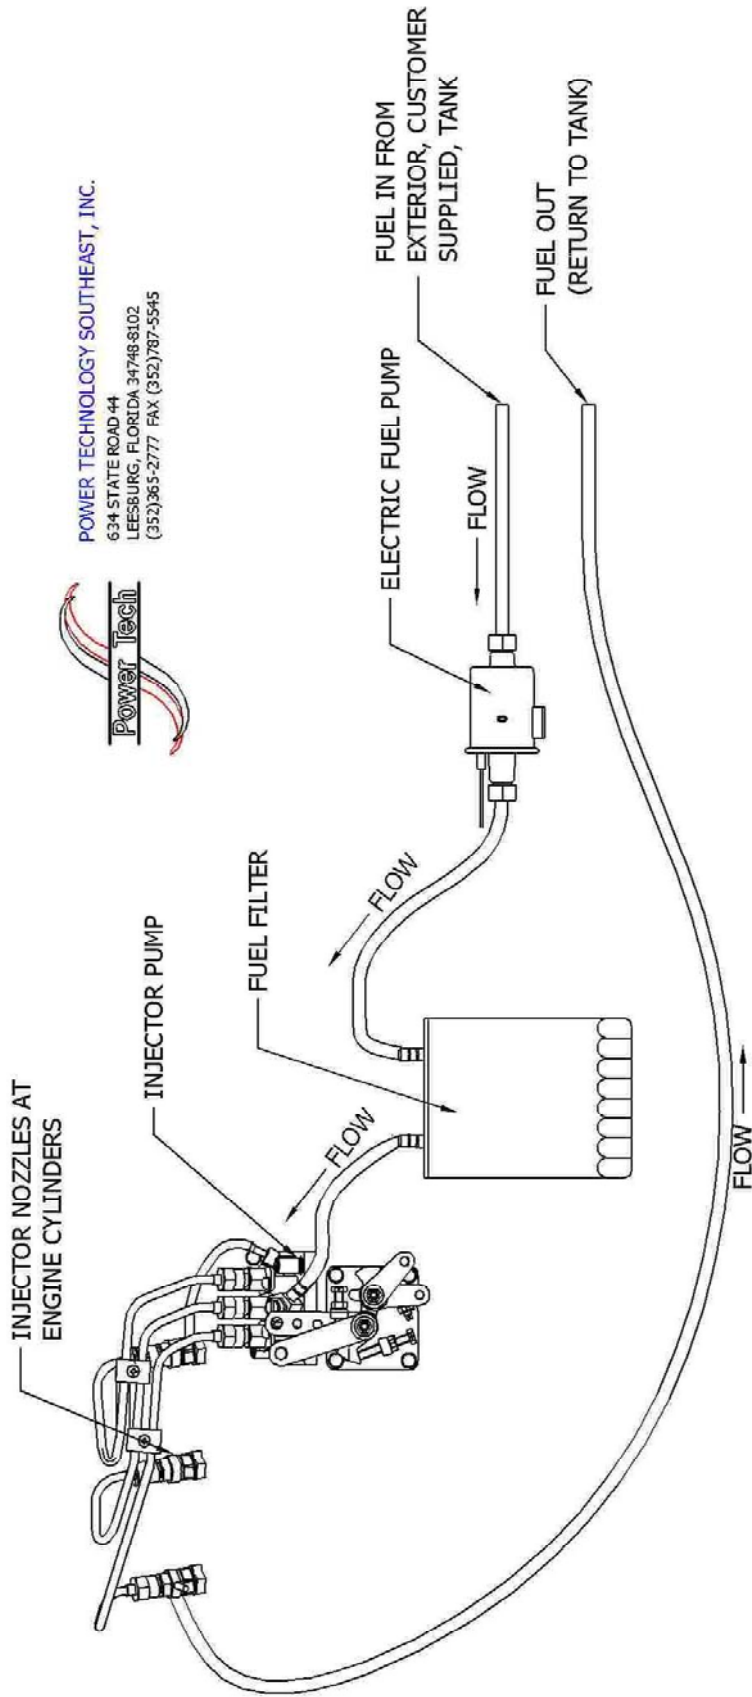 POWER TECHNOLOGY SOUTHEAST, INC.
634 STATE ROAD 44
LEESBURG, FLORIDA 34748-8102
(352)365-2777 FAX (352)787-5545
Power Tech
INJECTOR NOZZLES AT
ENGINE CYLINDERS
INJECTOR PUMP
FUEL FILTER
ELECTRIC FUEL PUMP
FUEL IN FROM
EXTERIOR, CUSTOMER
SUPPLIED, TANK
FUEL OUT
(RETURN TO TANK)
FLOW
FLOW
FLOW
FLOW